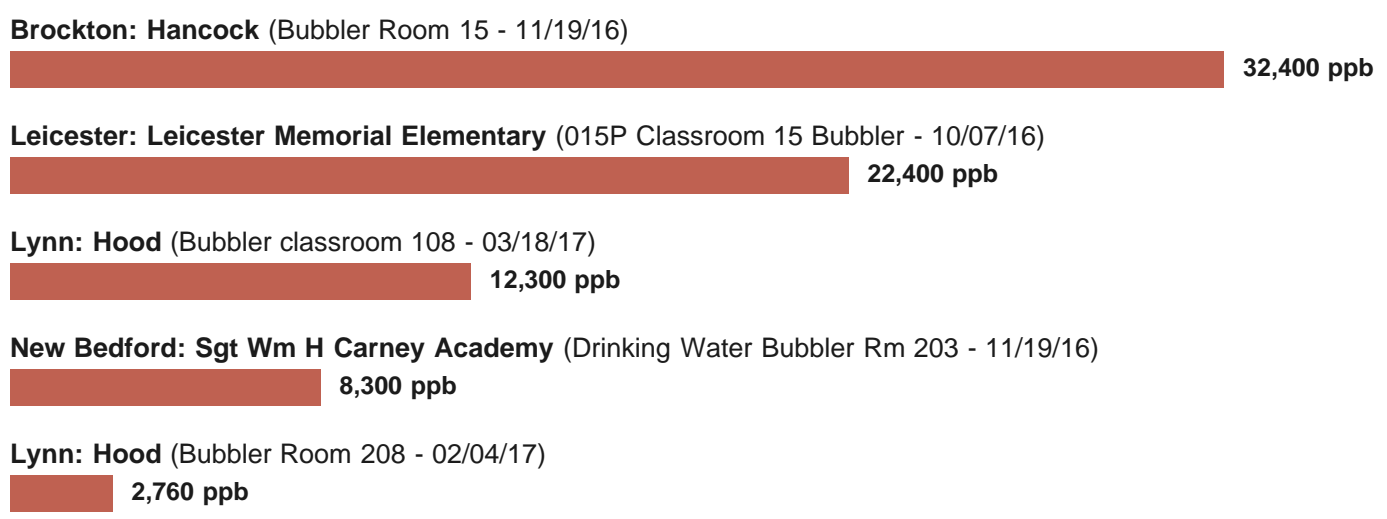 Brockton: Hancock (Bubbler Room 15 - 11/19/16)
32,400 ppb
Leicester: Leicester Memorial Elementary (015P Classroom 15 Bubbler - 10/07/16)
22,400 ppb
Lynn: Hood (Bubbler classroom 108 - 03/18/17)
12,300 ppb
New Bedford: Sgt Wm H Carney Academy (Drinking Water Bubbler Rm 203 - 11/19/16)
8,300 ppb
Lynn: Hood (Bubbler Room 208 - 02/04/17)
2,760 ppb